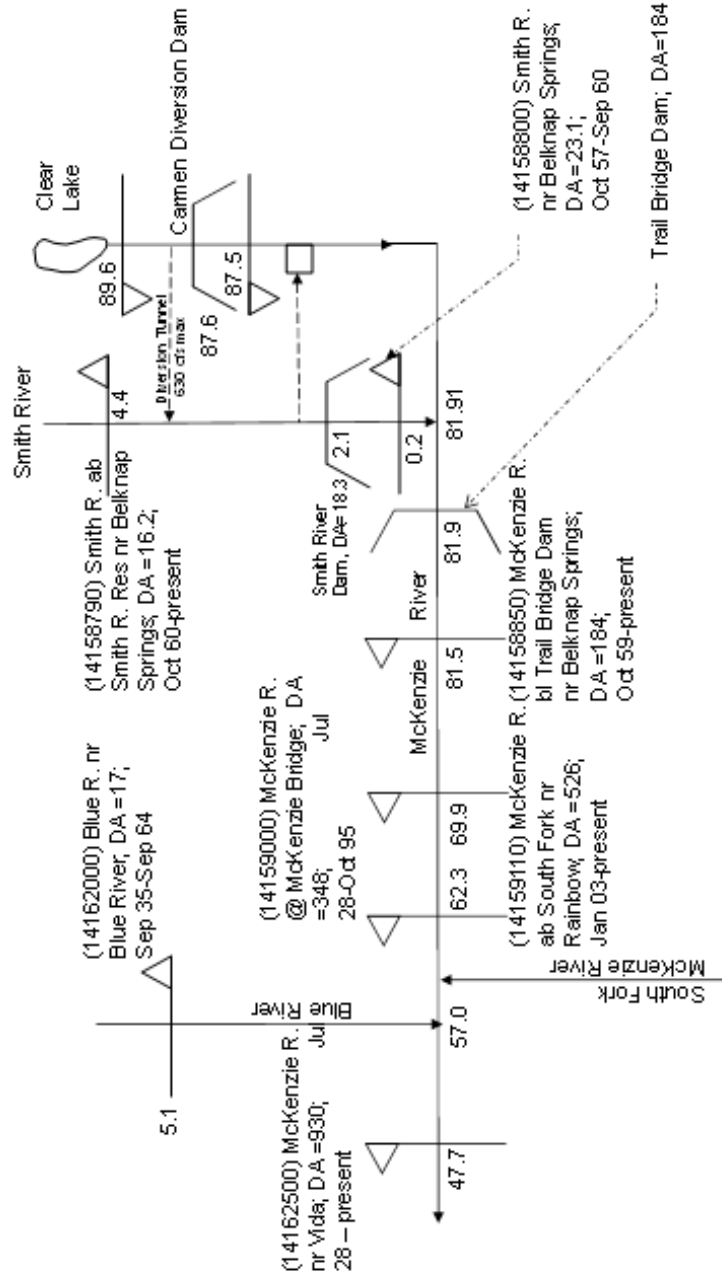 Clear
Lake
Smith River
89.6
4.4
Diversion Tunnel
630 cfs max
87.6
Carmen Diversion Dam
87.5
(14158790) Smith R. ab
Smith R. Res nr Belknap
Springs; DA =16.2;
Oct 60-present
(14162000) Blue R. nr
Blue River; DA =17;
Sep 35-Sep 64
5.1
Smith River
Dam, DA=18.3
2.1
0.2
(14158800) Smith R.
nr Belknap Springs;
DA=23.1;
Oct 57-Sep 60
Trail Bridge Dam; DA=184
(14159000) McKenzie R.
@ McKenzie Bridge; DA
=348; Jul
28-Oct 95
(14162500) McKenzie R.
nr Vida; DA =930; Jul
28 – present
Blue River
McKenzie River
47.7
57.0
62.3
69.9
81.5
81.9
81.91
South Fork
McKenzie River
(14159110) McKenzie R.
ab South Fork nr
Rainbow; DA =526;
Jan 03-present
(14158850) McKenzie R.
bl Trail Bridge Dam
nr Belknap Springs;
DA =184;
Oct 59-present